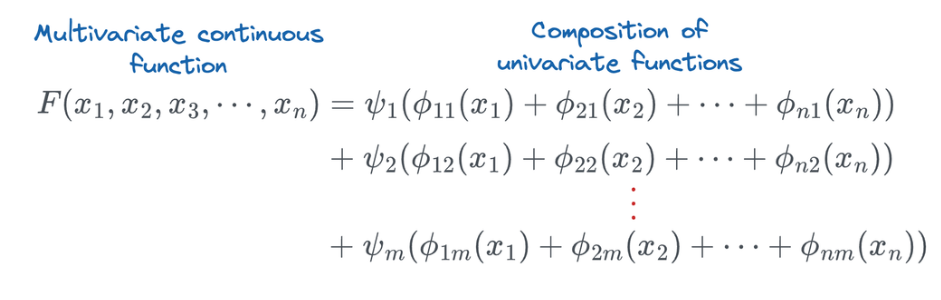 Multivariate continuous function
Composition of univariate functions
F(x₁, x₂, x₃, ⋯, xₙ) = ψ₁(ϕ₁₁(x₁) + ϕ₂₁(x₂) + ⋯ + ϕₙ₁(xₙ))
+ ψ₂(ϕ₁₂(x₁) + ϕ₂₂(x₂) + ⋯ + ϕₙ₂(xₙ))
⋮
+ ψₘ(ϕ₁ₘ(x₁) + ϕ₂ₘ(x₂) + ⋯ + ϕₙₘ(xₙ))